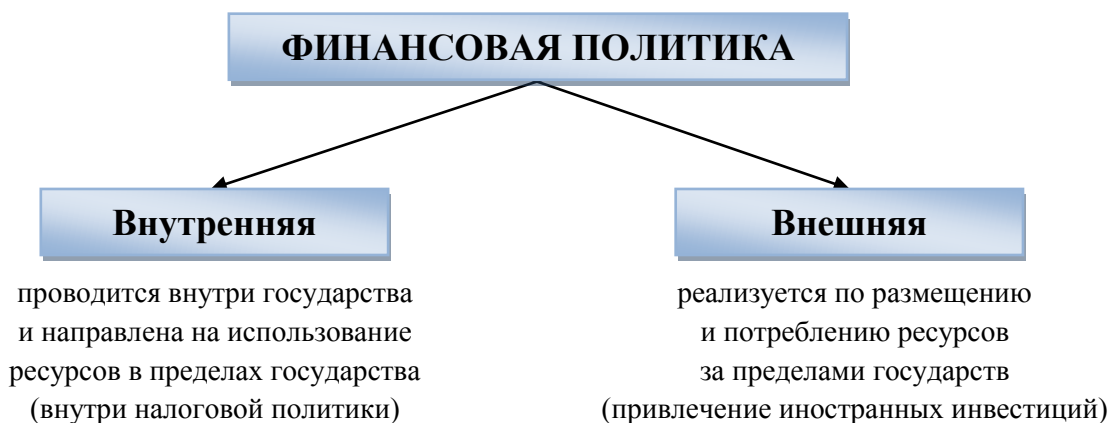 ФИНАНСОВАЯ ПОЛИТИКА
Внутренняя
проводится внутри государства
и направлена на использование
ресурсов в пределах государства
(внутри налоговой политики)
Внешняя
реализуется по размещению
и потреблению ресурсов
за пределами государств
(привлечение иностранных инвестиций)